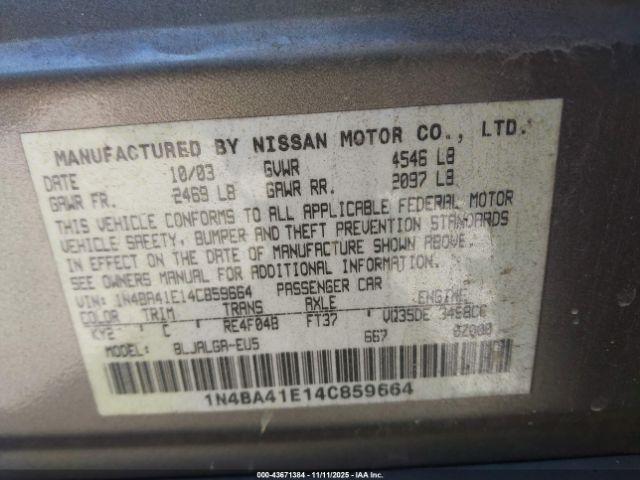 MANUFACTURED BY NISSAN MOTOR CO., LTD.
DATE 10/03 GVWR 4546 LB
GAWR FR. 2469 LB GAWR RR. 2097 LB
THIS VEHICLE CONFORMS TO ALL APPLICABLE FEDERAL MOTOR
VEHICLE SAFETY, BUMPER AND THEFT PREVENTION STANDARDS
IN EFFECT ON THE DATE OF MANUFACTURE SHOWN ABOVE.
SEE OWNERS MANUAL FOR ADDITIONAL INFORMATION
VIN: 1N4BA41E14C859664 PASSENGER CAR
COLOR TRIM TRANS AXLE ENGINE
KY2 C RE4F04B FT37 VQ35DE 3498CC
MODEL: BLJALGA-EU5 667 0Z000
1N4BA41E14C859664
00-43671384 - 11/11/2025 - IAA Inc.